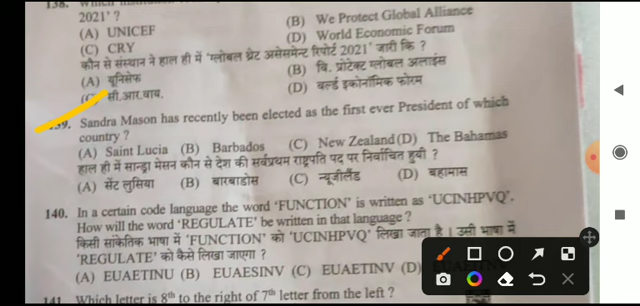 138.
2021' ?
(A) UNICEF (B) We Protect Global Alliance
(C) CRY (D) World Economic Forum
कौन से संस्थान ने हाल ही में 'ग्लोबल थ्रेट असेसमेन्ट रिपोर्ट 2021' जारी कि ?
(A) यूनिसेफ (B) वि. प्रोटेक्ट ग्लोबल अलाइंस
(C) सी.आर.वाय. (D) वर्ल्ड इकोनॉमिक फोरम
139. Sandra Mason has recently been elected as the first ever President of which
country ?
(A) Saint Lucia (B) Barbados (C) New Zealand (D) The Bahamas
हाल ही में सान्ड्रा मेसन कौन से देश की सर्वप्रथम राष्ट्रपति पद पर निर्वाचित हुयी ?
(A) सेंट लुसिया (B) बारबाडोस (C) न्यूजीलैंड (D) बहामास
140. In a certain code language the word 'FUNCTION' is written as 'UCINHPVQ'.
How will the word 'REGULATE' be written in that language ?
किसी सांकेतिक भाषा में 'FUNCTION' को 'UCINHPVQ' लिखा जाता है । उसी भाषा में
'REGULATE' को कैसे लिखा जाएगा ?
(A) EUAETINU (B) EUAESINV (C) EUAETINV (D)
141. Which letter is 8th to the right of 7th letter from the left ?